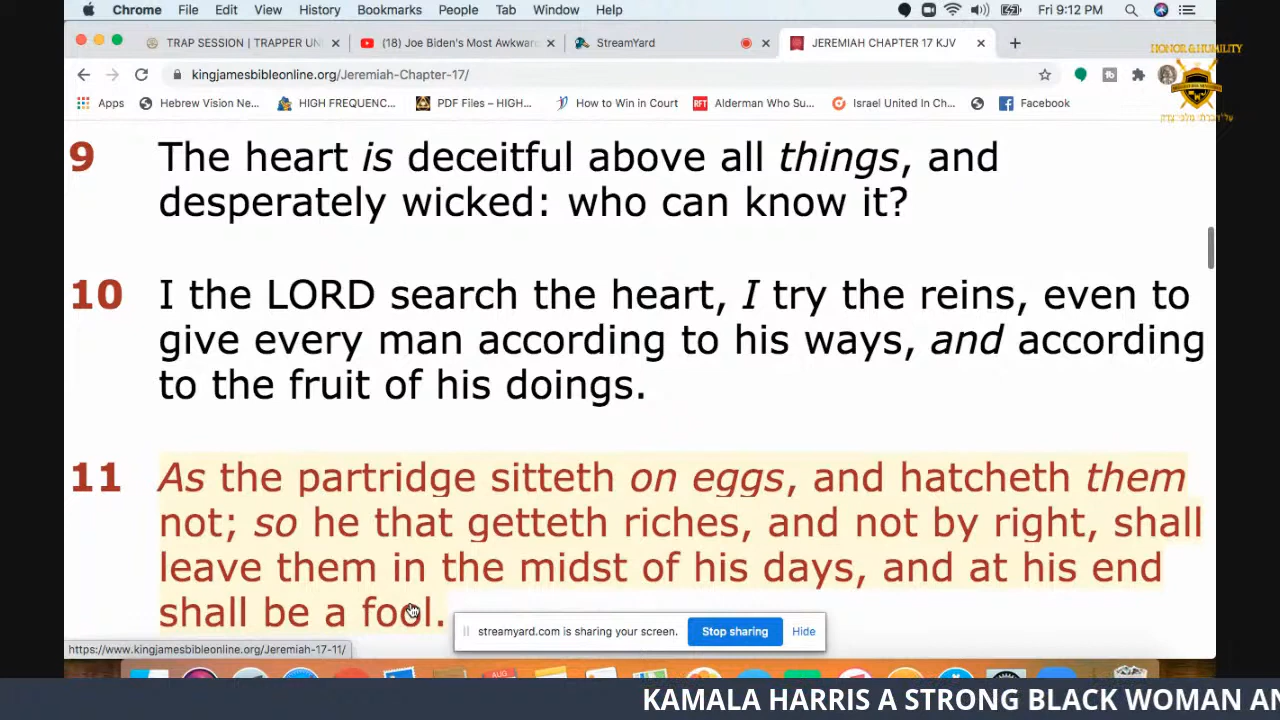 Chrome File Edit View History Bookmarks People Tab Window Help Fri 9:12 PM
TRAP SESSION | TRAPPER UN
(18) Joe Biden's Most Awkwar
StreamYard
JEREMIAH CHAPTER 17 KJV
HONOR & HUMILITY
kingjamesbibleonline.org/Jeremiah-Chapter-17/
Apps Hebrew Vision Ne... HIGH FREQUENC... PDF Files – HIGH... How to Win in Court RFT Alderman Who Su... Israel United In Ch... Facebook
9 The heart is deceitful above all things, and
desperately wicked: who can know it?
10 I the LORD search the heart, I try the reins, even to
give every man according to his ways, and according
to the fruit of his doings.
11 As the partridge sitteth on eggs, and hatcheth them
not; so he that getteth riches, and not by right, shall
leave them in the midst of his days, and at his end
shall be a fool.
streamyard.com is sharing your screen. Stop sharing Hide
https://www.kingjamesbibleonline.org/Jeremiah-17-11/
AUG
KAMALA HARRIS A STRONG BLACK WOMAN AN